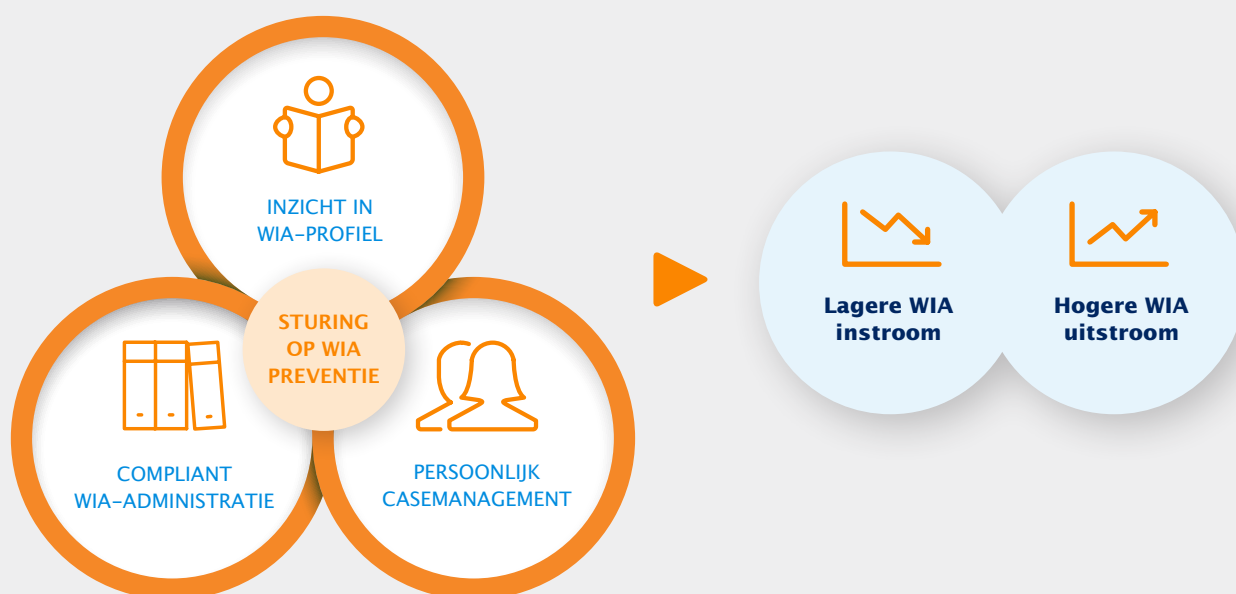 INZICHT IN
WIA-PROFIEL
STURING
OP WIA
PREVENTIE
COMPLIANT
WIA-ADMINISTRATIE
PERSOONLIJK
CASEMANAGEMENT
Lagere WIA
instroom
Hogere WIA
uitstroom